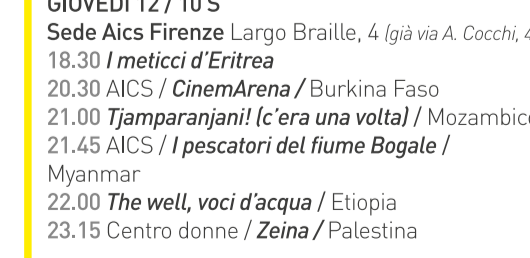 GIOVEDÌ 12 / 10 S
Sede Aics Firenze Largo Braille, 4 (già via A. Cocchi, 4
18.30 I meticci d'Eritrea
20.30 AICS / CinemArena / Burkina Faso
21.00 Tjamparanjani! (c'era una volta) / Mozambico
21.45 AICS / I pescatori del fiume Bogale /
Myanmar
22.00 The well, voci d'acqua / Etiopia
23.15 Centro donne / Zeina / Palestina